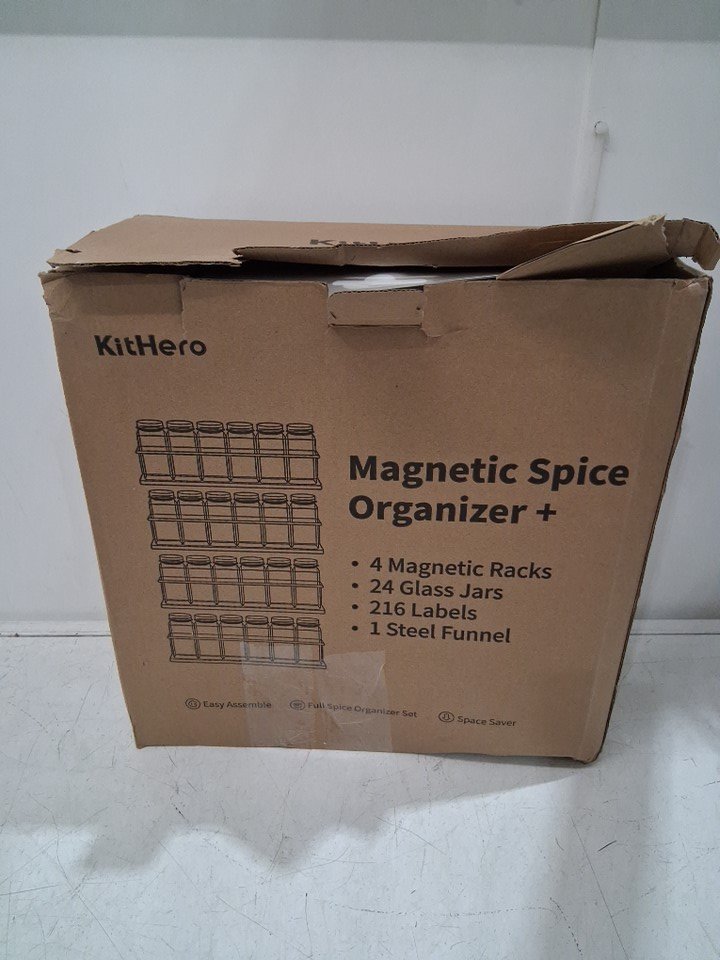 KitHero
Magnetic Spice
Organizer +
• 4 Magnetic Racks
• 24 Glass Jars
• 216 Labels
• 1 Steel Funnel
Easy Assemble Full Spice Organizer Set Space Saver